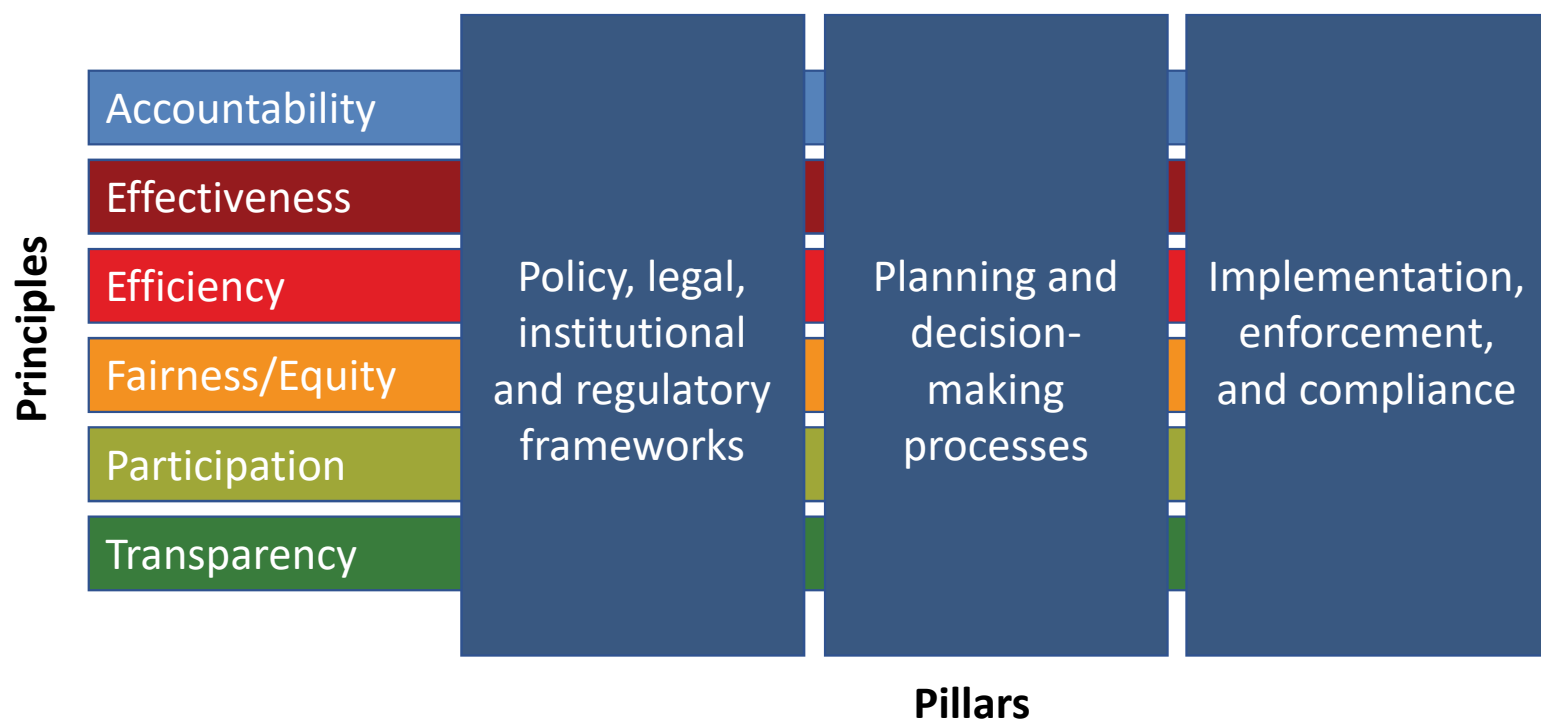 Principles
Accountability
Effectiveness
Efficiency
Fairness/Equity
Participation
Transparency
Policy, legal,
institutional
and regulatory
frameworks
Planning and
decision-
making
processes
Implementation,
enforcement,
and compliance
Pillars